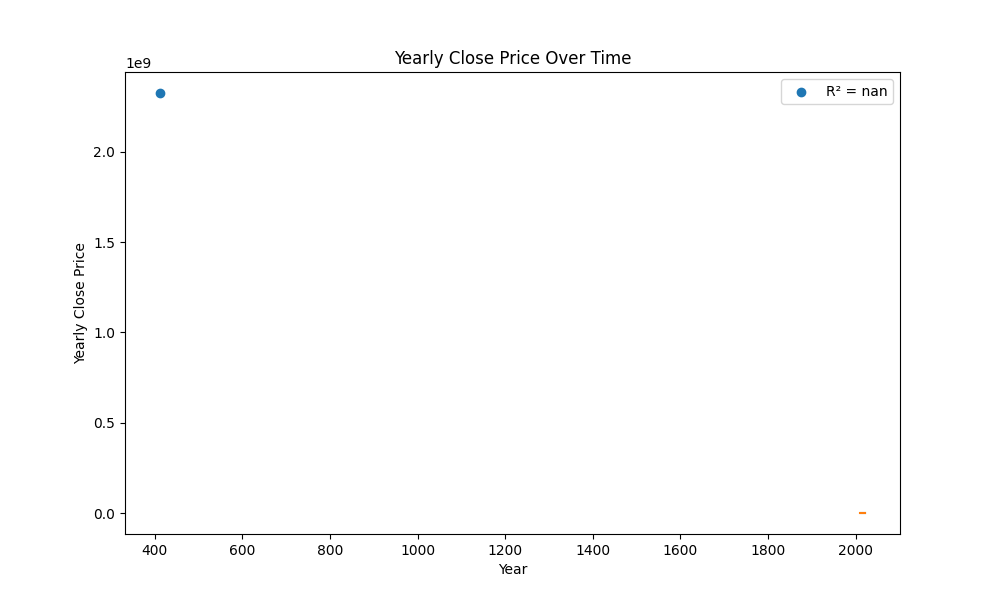 Yearly Close Price Over Time
1e9
R² = nan
2.0
1.5
1.0
0.5
0.0
Yearly Close Price
400 600 800 1000 1200 1400 1600 1800 2000
Year